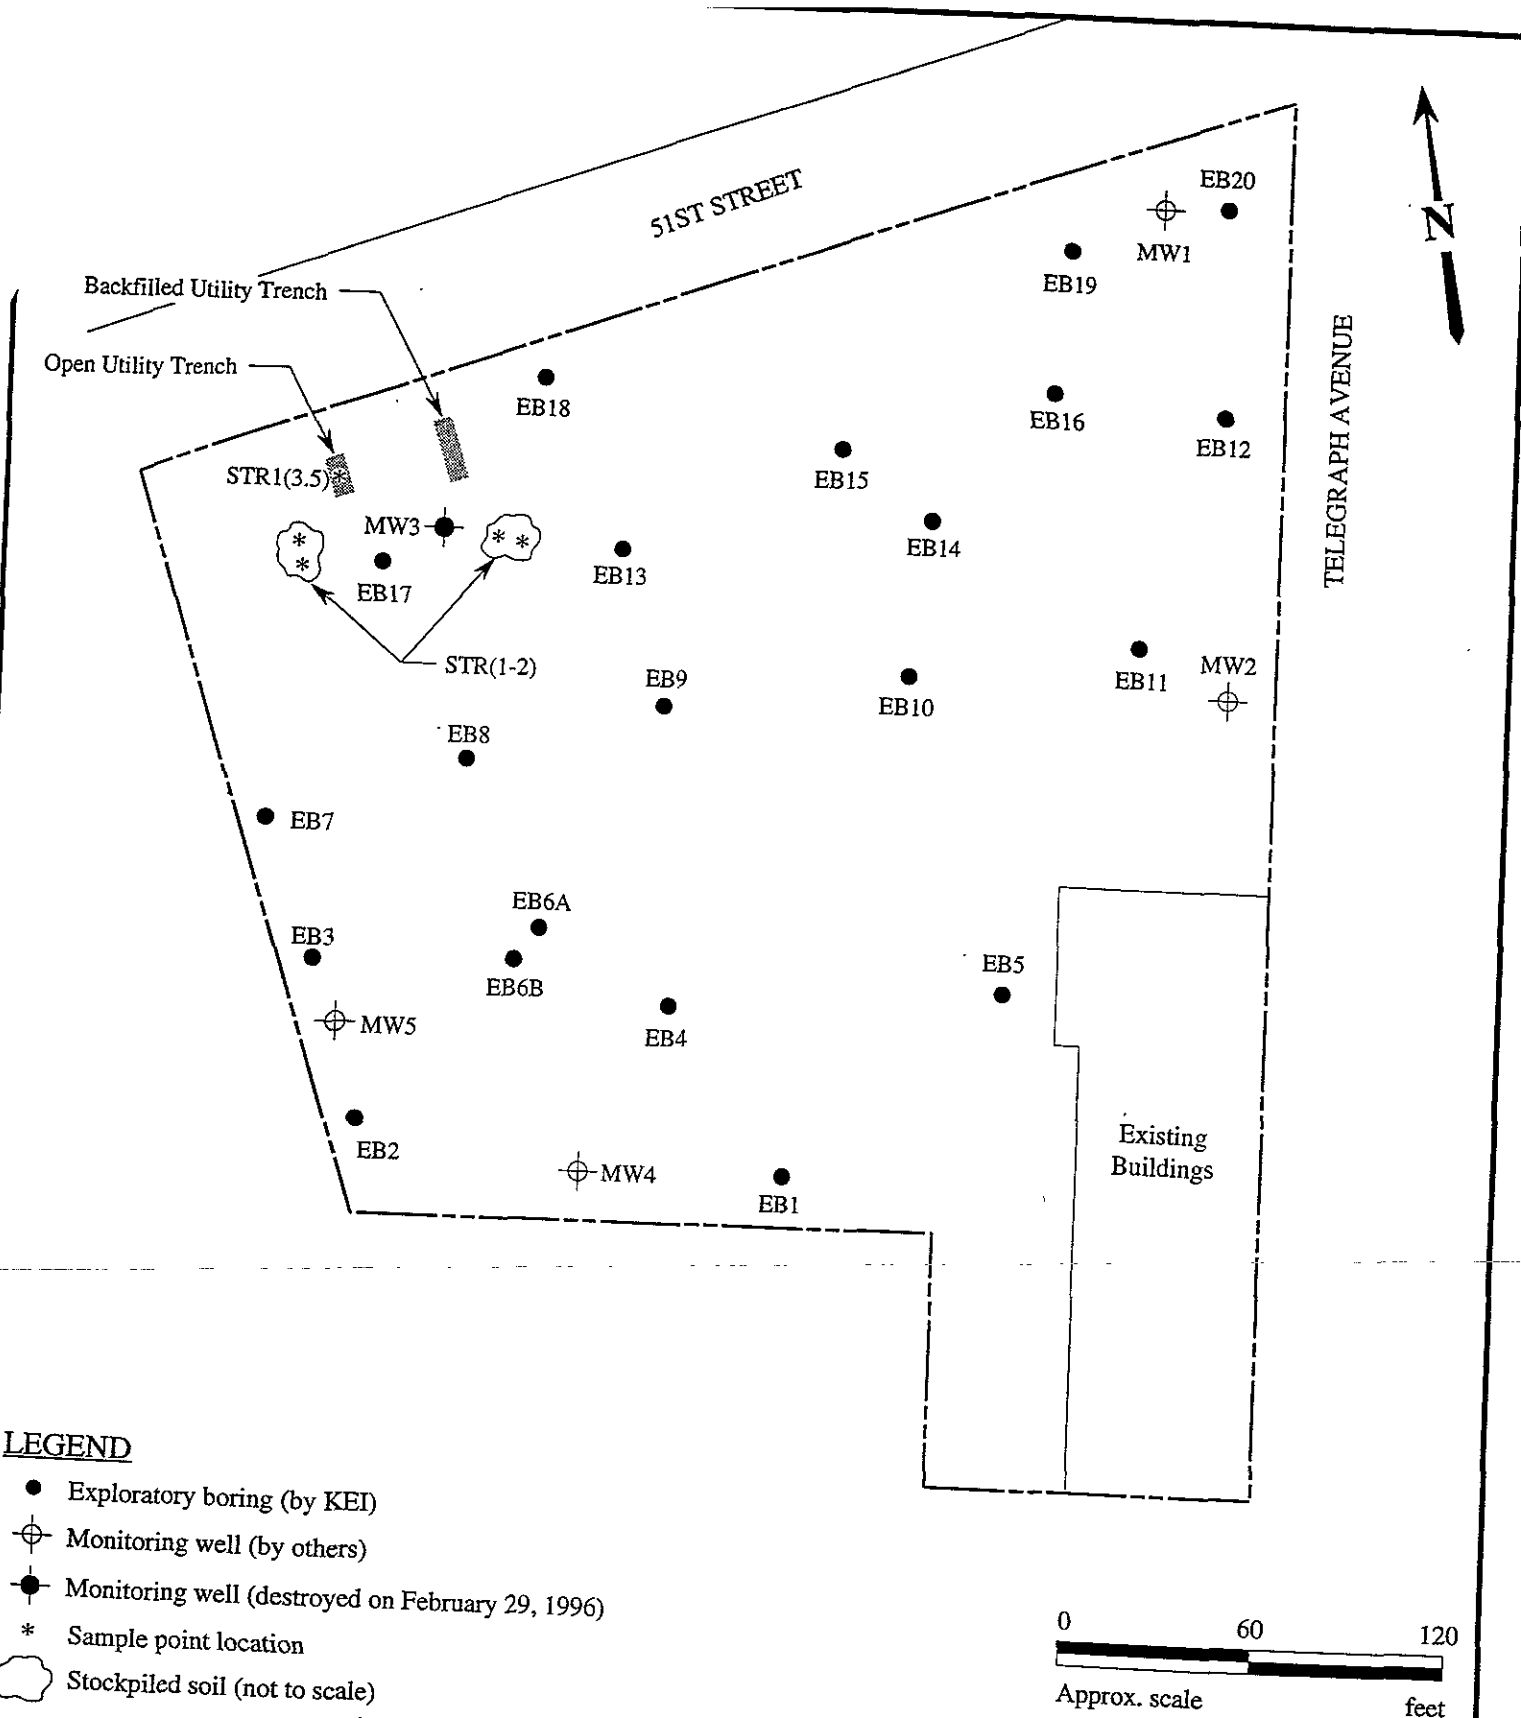 51ST STREET
EB20
MW1
EB19
N
Backfilled Utility Trench
Open Utility Trench
TELEGRAPH AVENUE
EB18
EB16
EB12
EB15
STR1(3.5)*
MW3
* *
* *
EB14
EB13
EB17
STR(1-2)
EB9
EB11
MW2
EB10
EB8
EB7
EB6A
EB3
EB6B
EB5
MW5
EB4
Existing
Buildings
EB2
MW4
EB1
LEGEND
Exploratory boring (by KEI)
Monitoring well (by others)
Monitoring well (destroyed on February 29, 1996)
* Sample point location
Stockpiled soil (not to scale)
0 60 120
Approx. scale feet